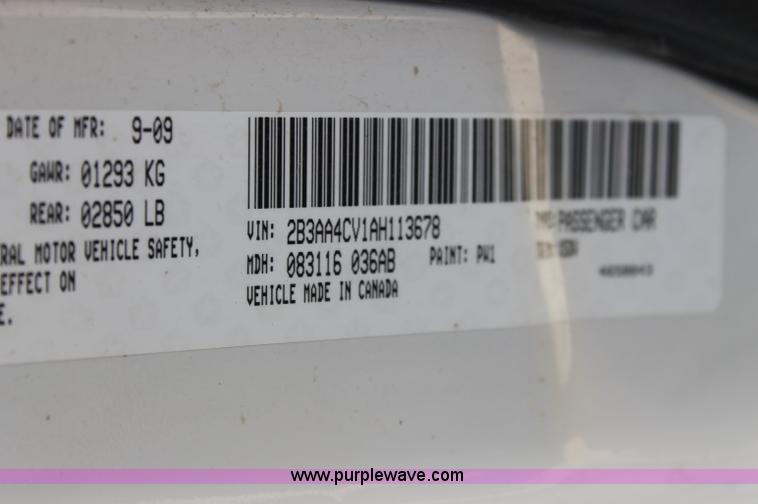 DATE OF MFR: 9-09
GAWR: 01293 KG
REAR: 02850 LB
ERAL MOTOR VEHICLE SAFETY,
EFFECT ON
E.
VIN: 2B3AA4CV1AH113678
MDH: 083116 036AB PAINT: PW1
VEHICLE MADE IN CANADA
PASSENGER CAR
www.purplewave.com